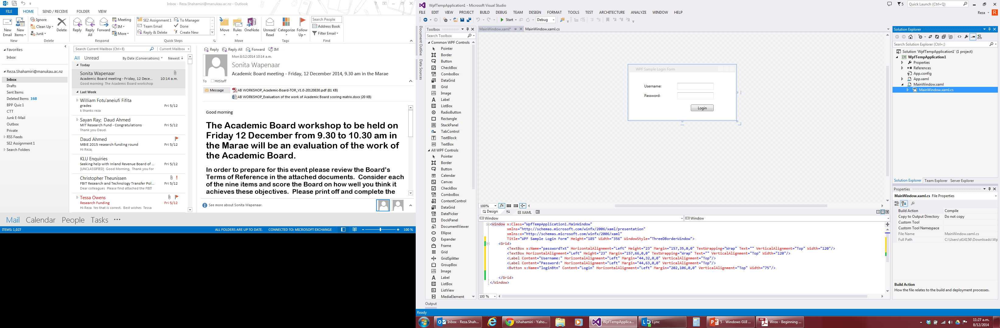 Inbox - Reza.Shahamiri@manukau.ac.nz - Outlook
FILE HOME SEND / RECEIVE FOLDER VIEW
New Email
New Items
Ignore
Clean Up
Junk
Delete
Reply
Reply All
Forward
Meeting
IM
More
SE2 Assignment 1
Team Email
Reply & Delete
To Manager
Done
Create New
Move
Rules
OneNote
Unread/ Read
Categorize
Follow Up
Search People
Address Book
Filter Email
New Delete Respond Quick Steps Move Tags Find
Favorites
Inbox
Reza.Shahamiri@manukau.ac.nz
Inbox
Drafts
Sent Items
Deleted Items 168
BPP Quiz 1
CTT
Junk E-Mail
Outbox
Private
RSS Feeds
SE2 Assignment 1
Search Folders
Search Current Mailbox (Ctrl+E) Current Mailbox
All Unread By Date (Conversations) Newest
Today
Sonita Wapenaar
Academic Board meeting - Friday, 12 Dece... 10:14 a.m.
Good morning The Academic Board workshop
Last Week
William Fotu'aneiufi Fifita
grades Fri 5/12
k thanks reza
Sayan Ray; Daud Ahmed
MIT Research Fund - Congratulations Fri 5/12
Thank you Daud.
Daud Ahmed
MBIE 2015 research funding round Fri 5/12
Hi Reza,
KLU Enquiries
Seeking help with Inland Revenue Board of ... Fri 5/12
[UNCLASSIFIED] Good Morning, Thank you for
Christopher Theunissen
FBIT Research and Technology Transfer Pol... Fri 5/12
Dear colleagues Please find attached the FBIT
Tessa Owens
Research Funding Fri 5/12
Hi Reza Yes that is correct. Best wishes Tessa
Reply Reply All Forward IM
Mon 8/12/2014 10:14 a.m.
Sonita Wapenaar
Academic Board meeting - Friday, 12 December 2014, 9.30 am in the Marae
To MitStaff
Message AB WORKSHOP_Academic-Board-TOR_V1.0-20120830.pdf (81 KB)
AB WORKSHOP_Evaluation of the work of Academic Board scoring matrix.docx (20 KB)
Good morning
The Academic Board workshop to be held on
Friday 12 December from 9.30 to 10.30 am in
the Marae will be an evaluation of the work of
the Academic Board.
In order to prepare for this event please review the Board's
Terms of Reference in the attached documents. Consider each
of the nine items and score the Board on how well you think it
achieves these objectives. Please print off and complete the
See more about Sonita Wapenaar.
Mail Calendar People Tasks ...
ITEMS: 1,027 ALL FOLDERS ARE UP TO DATE. CONNECTED TO: MICROSOFT EXCHANGE 100 %
WpfTempApplication1 - Microsoft Visual Studio
5 Quick Launch (Ctrl+Q)
FILE EDIT VIEW PROJECT BUILD DEBUG TEAM DESIGN FORMAT TOOLS TEST ARCHITECTURE ANALYZE WINDOW HELP
Reza R
Start Debug
Document Outline
Data Sources
Toolbox
Search Toolbox
Common WPF Controls
Pointer
Border
Button
CheckBox
ComboBox
DataGrid
Grid
Image
Label
ListBox
RadioButton
Rectangle
StackPanel
TabControl
TextBlock
TextBox
All WPF Controls
Pointer
Border
Button
Calendar
Canvas
CheckBox
ComboBox
ContentControl
DataGrid
DatePicker
DockPanel
DocumentViewer
Ellipse
Expander
Frame
Grid
GridSplitter
GroupBox
Image
Label
ListBox
ListView
MediaElement
MainWindow.xaml* MainWindow.xaml.cs
WPF Sample Login Form
Username:
Password:
Login
100%
Design XAML
Window Window
<Window x:Class="WpfTempApplication1.MainWindow"
xmlns="http://schemas.microsoft.com/winfx/2006/xaml/presentation"
xmlns:x="http://schemas.microsoft.com/winfx/2006/xaml"
Title="WPF Sample Login Form" Height="185" Width="356" WindowStyle="ThreeDBorderWindow">
<Grid>
<TextBox x:Name="passwordTxt" HorizontalAlignment="Left" Height="23" Margin="157,35,0,0" TextWrapping="Wrap" Text="" VerticalAlignment="Top" Width="120"/>
<TextBox HorizontalAlignment="Left" Height="23" Margin="157,66,0,0" TextWrapping="Wrap" Text="" VerticalAlignment="Top" Width="120"/>
<Label Content="Username:" HorizontalAlignment="Left" Margin="44,32,0,0" VerticalAlignment="Top"/>
<Label Content="Password:" HorizontalAlignment="Left" Margin="44,63,0,0" VerticalAlignment="Top"/>
<Button x:Name="loginBtn" Content="Login" HorizontalAlignment="Left" Margin="202,106,0,0" VerticalAlignment="Top" Width="75"/>
</Grid>
</Window>
100 %
Output
Ready
Solution Explorer
Search Solution Explorer (Ctrl+;)
Solution 'WpfTempApplication1' (1 project)
WpfTempApplication1
Properties
References
App.config
App.xaml
MainWindow.xaml
MainWindow.xaml.cs
Solution Explorer Team Explorer Server Explorer
Properties
MainWindow.xaml.cs File Properties
Build Action Compile
Copy to Output Directory Do not copy
Custom Tool
Custom Tool Namespace
File Name MainWindow.xaml.cs
Full Path C:\Users\st14156\Downloads\Wp
Build Action
How the file relates to the build and deployment processes.
Inbox - Reza.Shah... rshahamiri - Yaho... WpfTempApplica... Lync 5 - Windows GUI ... Wrox - Beginning ...
11:27 a.m.
8/12/2014